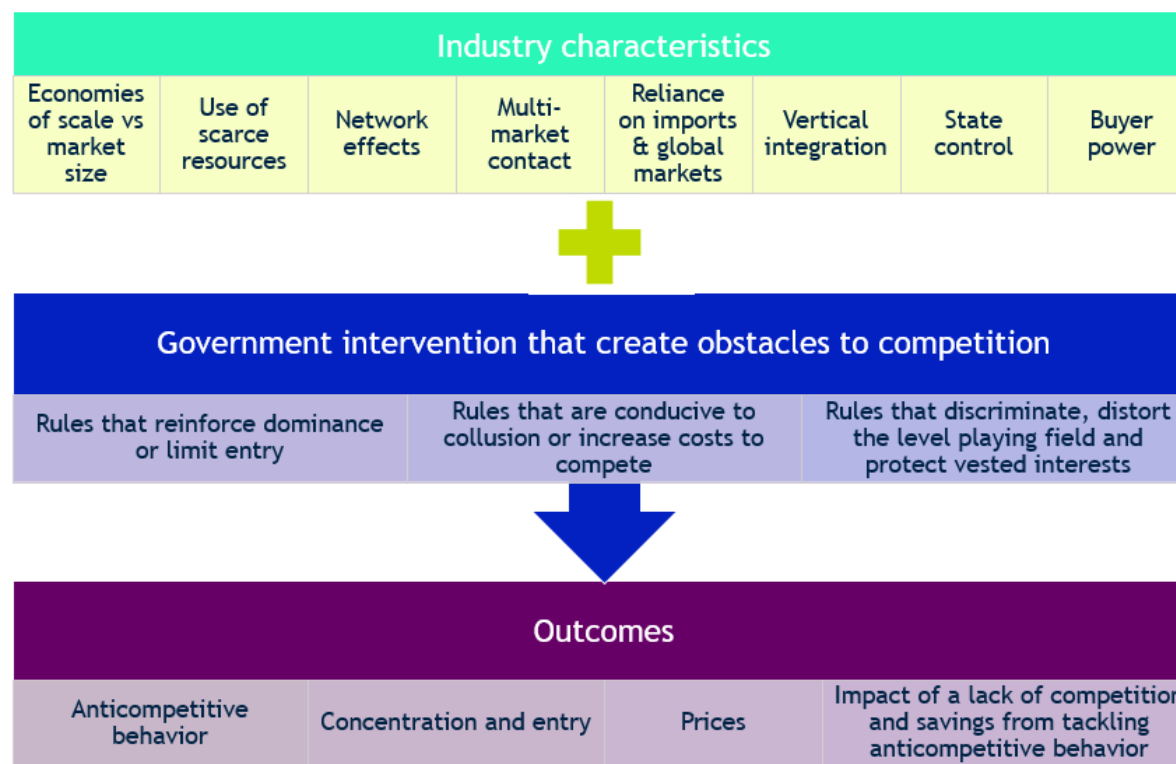 Industry characteristics
Economies
of scale vs
market
size
Use of
scarce
resources
Network
effects
Multi-
market
contact
Reliance
on imports
& global
markets
Vertical
integration
State
control
Buyer
power
Government intervention that create obstacles to competition
Rules that reinforce dominance
or limit entry
Rules that are conducive to
collusion or increase costs to
compete
Rules that discriminate, distort
the level playing field and
protect vested interests
Outcomes
Anticompetitive
behavior
Concentration and entry
Prices
Impact of a lack of competition
and savings from tackling
anticompetitive behavior